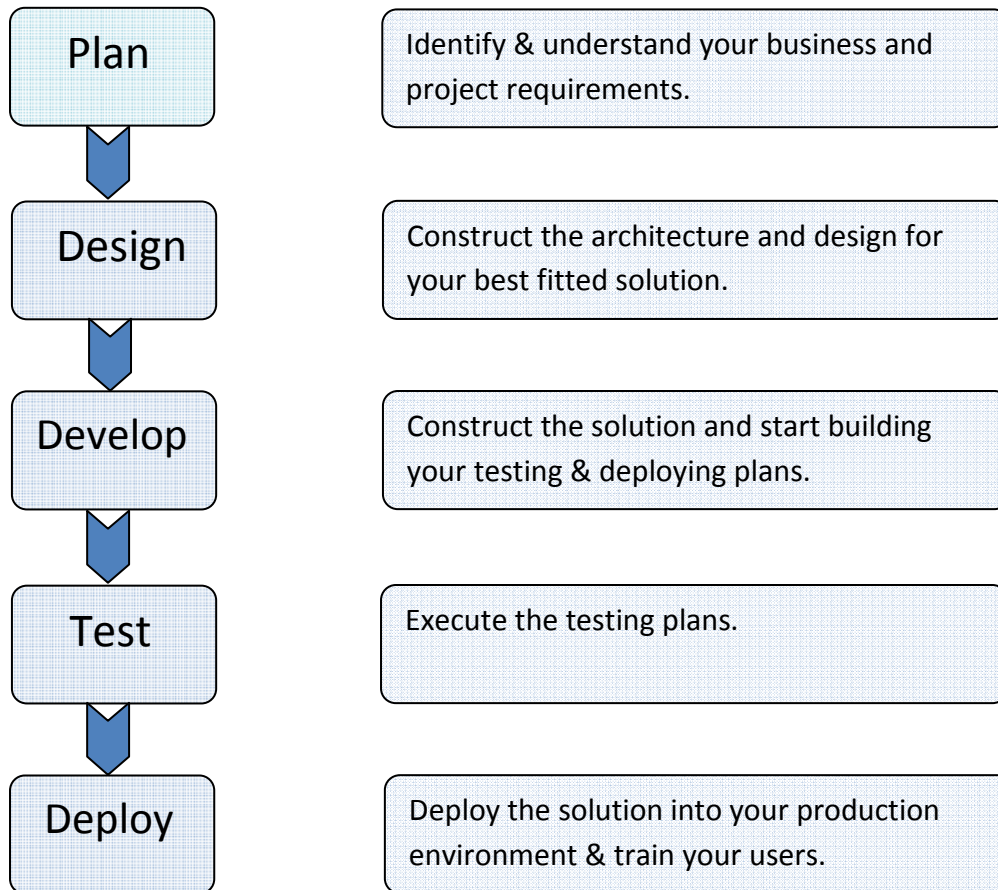 Plan
Identify & understand your business and
project requirements.
Design
Construct the architecture and design for
your best fitted solution.
Develop
Construct the solution and start building
your testing & deploying plans.
Test
Execute the testing plans.
Deploy
Deploy the solution into your production
environment & train your users.